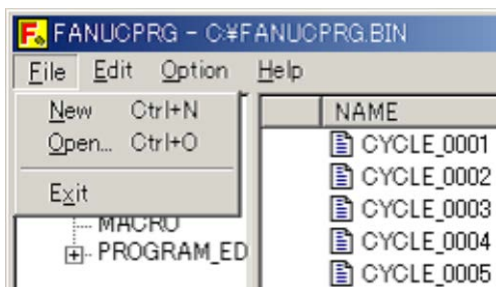 FANUCPRG - C:¥FANUCPRG.BIN
File Edit Option Help
New Ctrl+N
Open... Ctrl+O
Exit
MACRO
PROGRAM_ED
NAME
CYCLE_0001
CYCLE_0002
CYCLE_0003
CYCLE_0004
CYCLE_0005